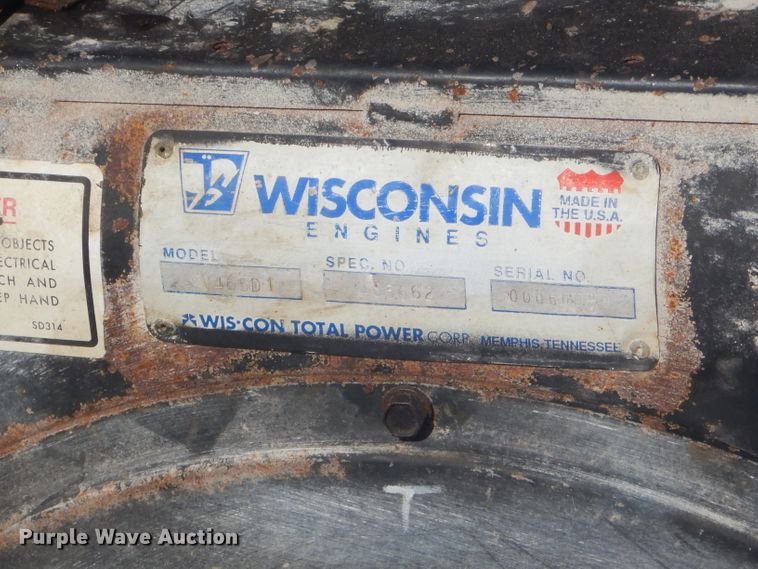 ER
OBJECTS
ECTRICAL
CH AND
EP HAND
SD314
WISCONSIN
ENGINES
MADE IN
THE U.S.A.
MODEL
SPEC. NO.
SERIAL NO.
WIS-CON TOTAL POWER CORP. MEMPHIS, TENNESSEE
T
Purple Wave Auction